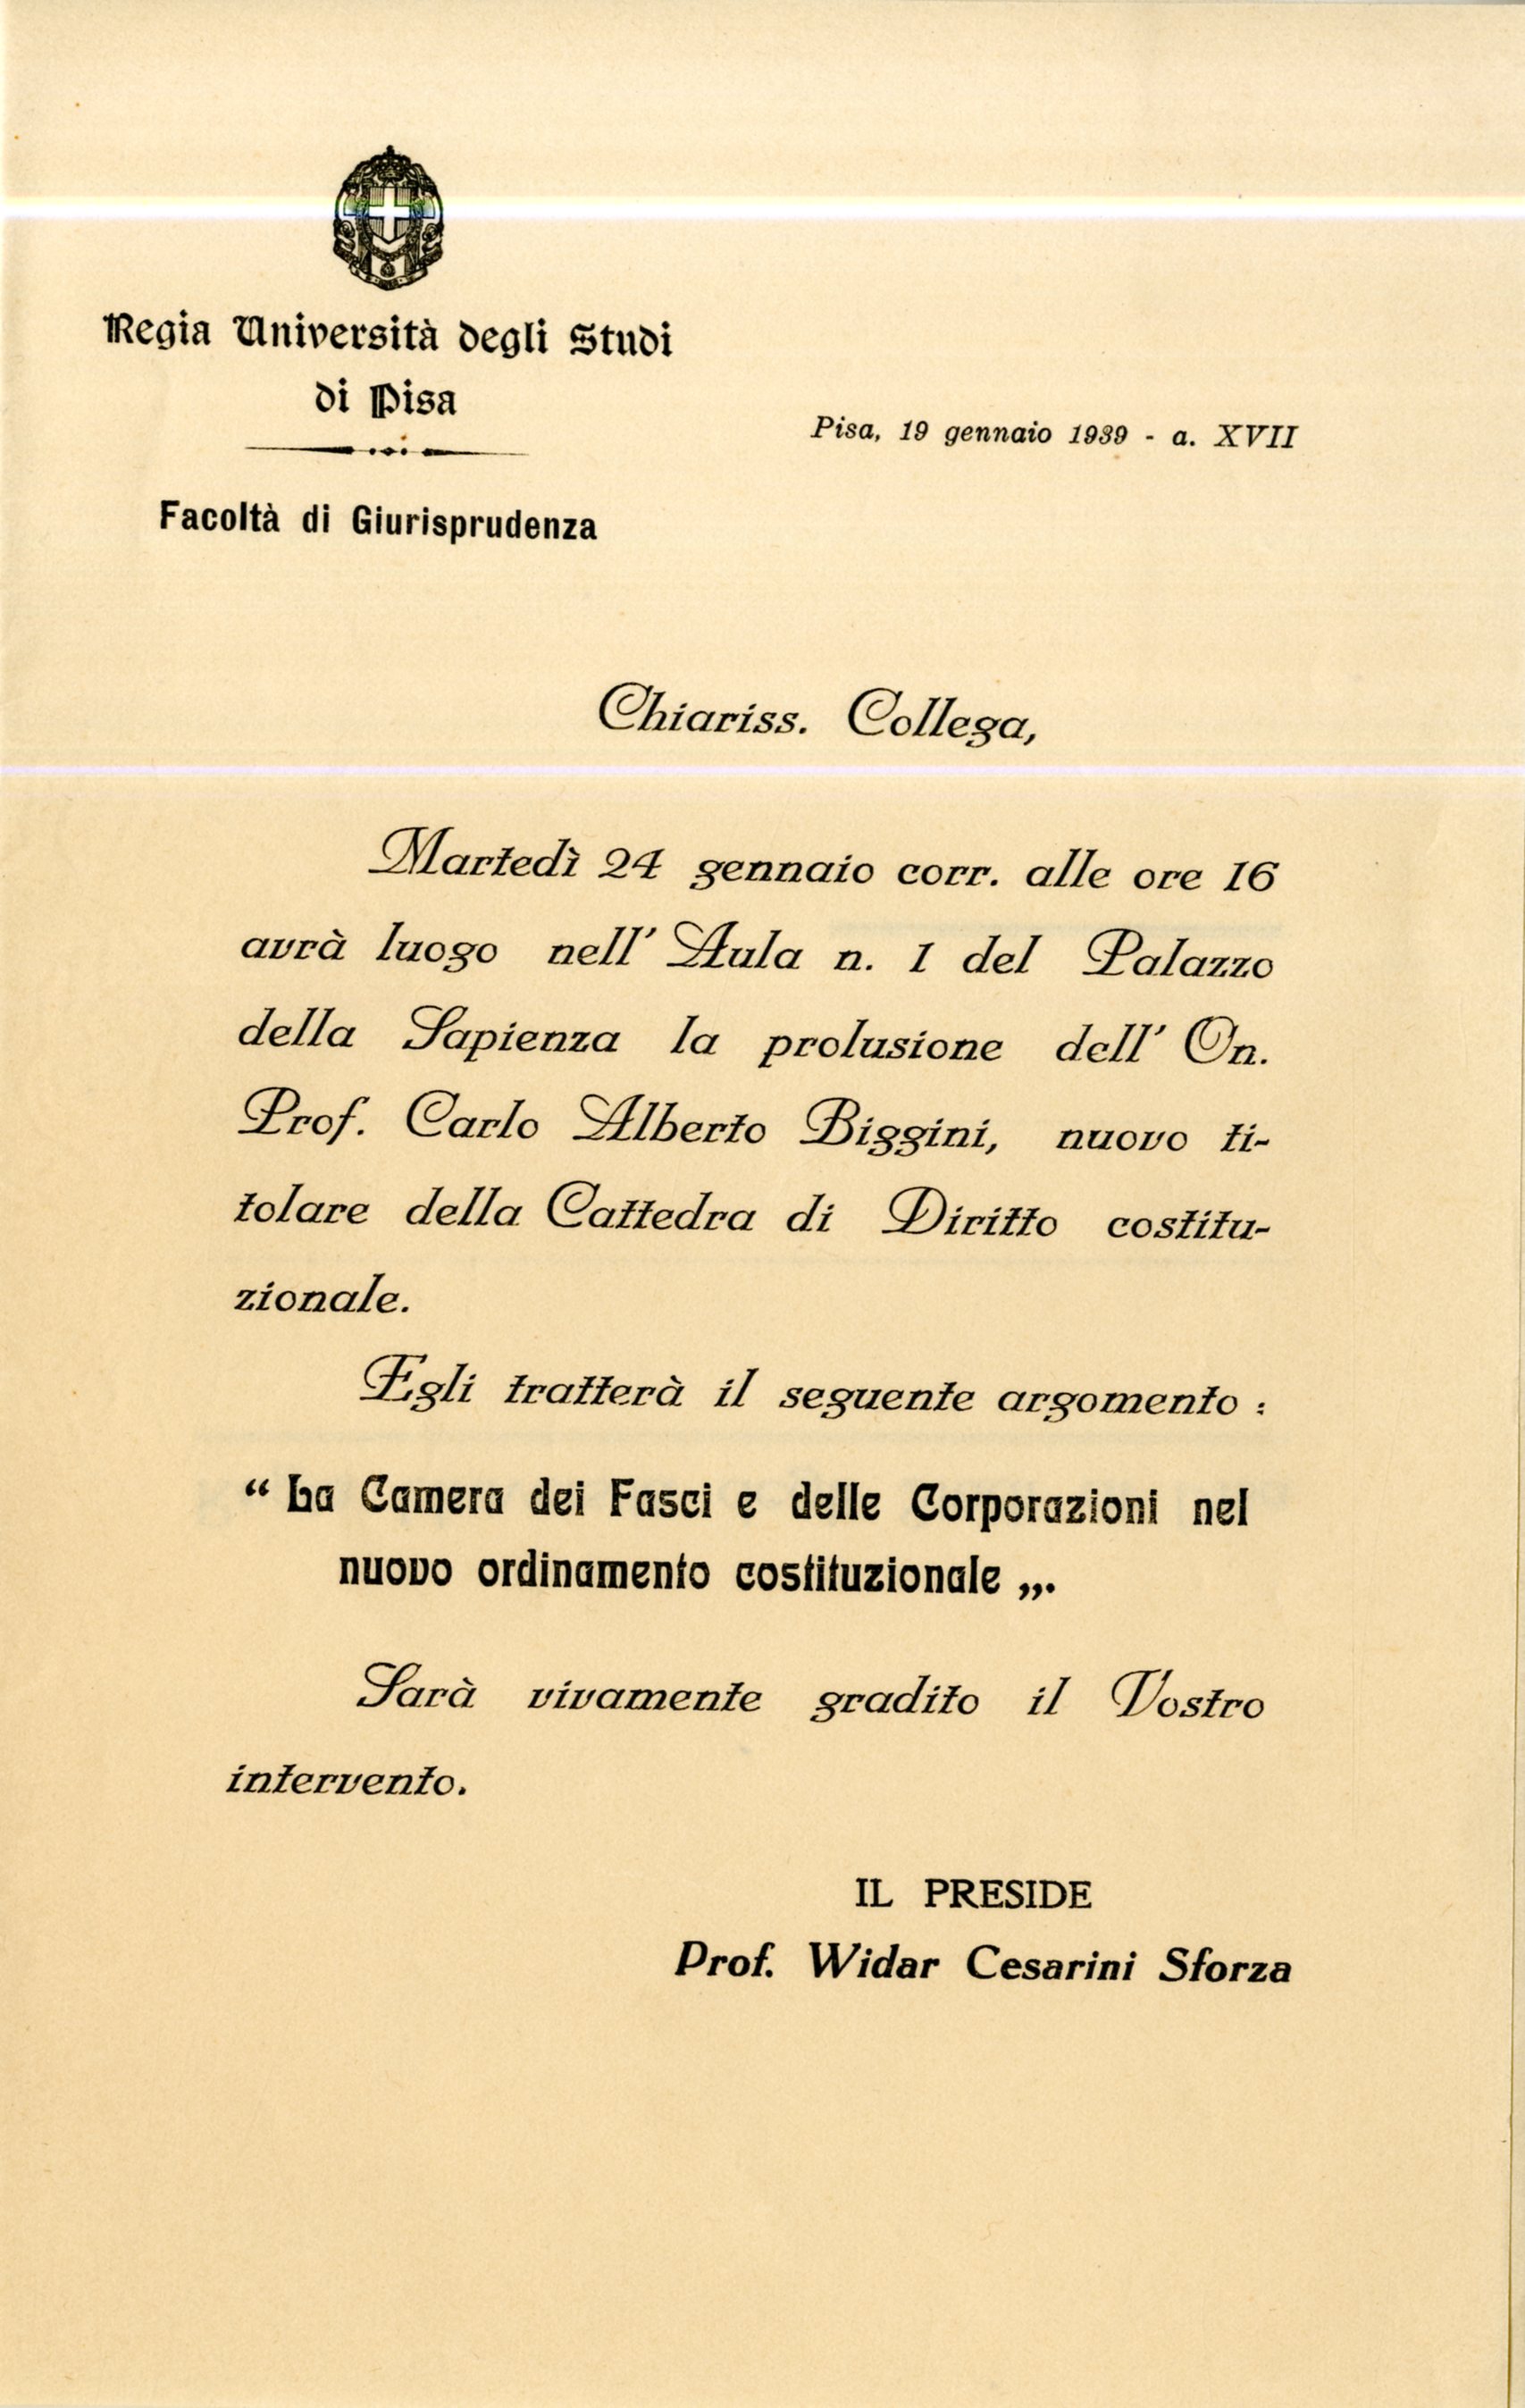 Regia Università degli Studi
di Pisa
Pisa, 19 gennaio 1939 - a. XVII
Facoltà di Giurisprudenza
Chiariss. Collega,
Martedì 24 gennaio corr. alle ore 16
avrà luogo nell' Aula n. 1 del Palazzo
della Sapienza la prolusione dell' On.
Prof. Carlo Alberto Biggini, nuovo ti-
tolare della Cattedra di Diritto costitu-
zionale.
Egli tratterà il seguente argomento :
“ La Camera dei Fasci e delle Corporazioni nel
nuovo ordinamento costituzionale „.
Sarà vivamente gradito il Vostro
intervento.
IL PRESIDE
Prof. Widar Cesarini Sforza